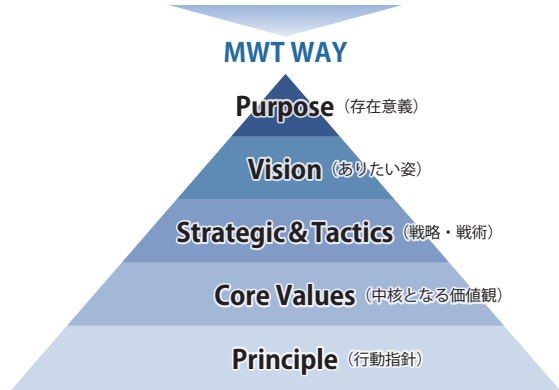 MWT WAY
Purpose（存在意義）
Vision（ありたい姿）
Strategic＆Tactics（戦略・戦術）
Core Values（中核となる価値観）
Principle（行動指針）